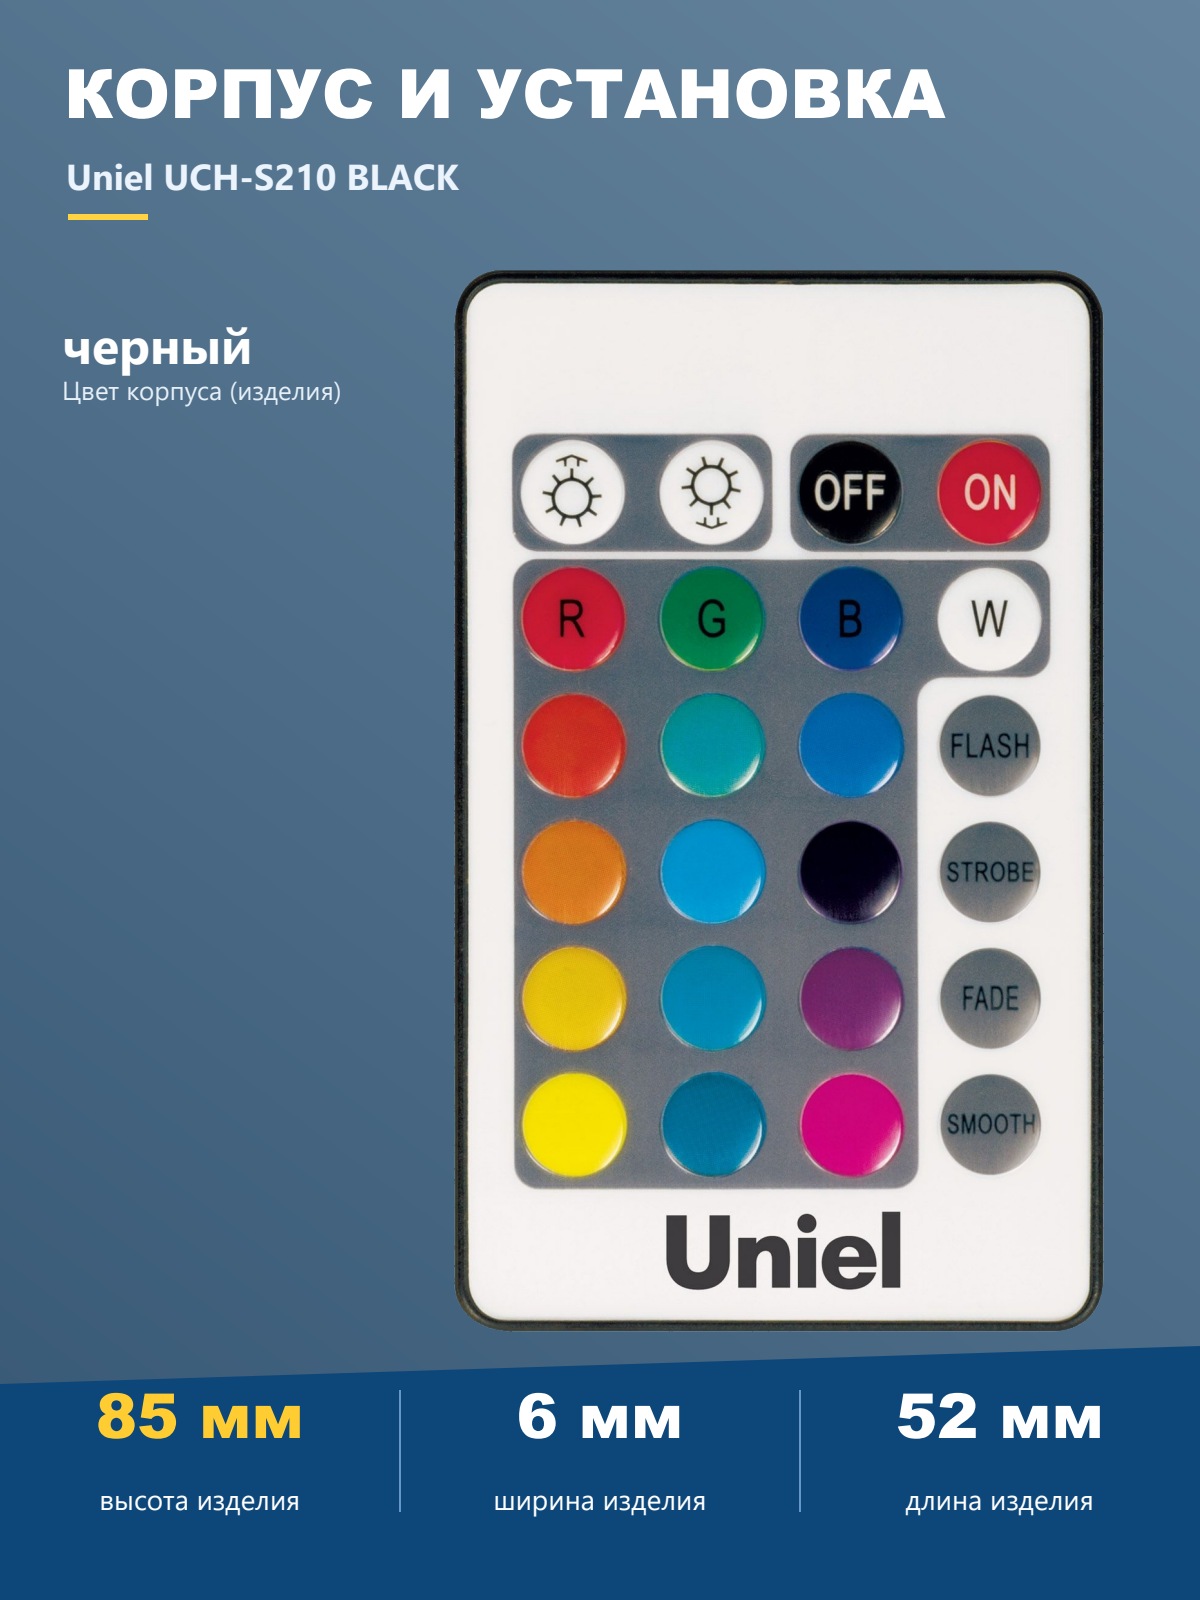 КОРПУС И УСТАНОВКА
Uniel UCH-S210 BLACK
черный
Цвет корпуса (изделия)
OFF ON
R G B W
FLASH
STROBE
FADE
SMOOTH
Uniel
85 мм 6 мм 52 мм
высота изделия ширина изделия длина изделия